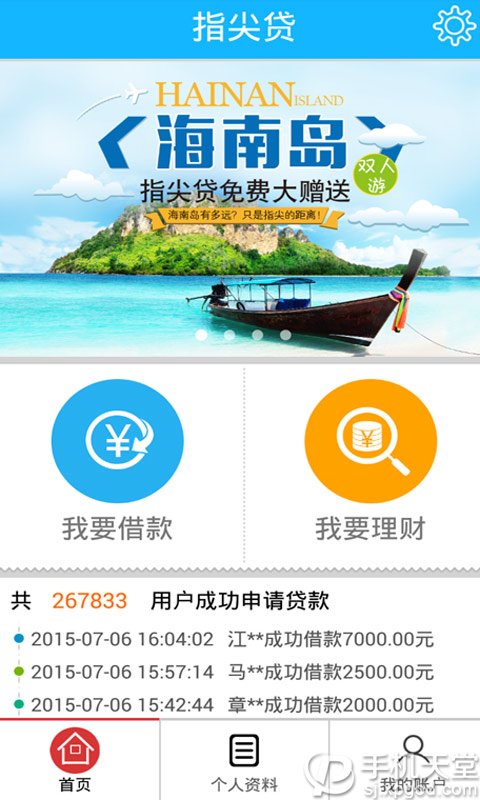 指尖贷
HAINAN ISLAND
海南岛
双人游
指尖贷免费大赠送
海南岛有多远？只是指尖的距离！
我要借款
我要理财
共 267833 用户成功申请贷款
2015-07-06 16:04:02 江**成功借款7000.00元
2015-07-06 15:57:14 马**成功借款2500.00元
2015-07-06 15:42:44 章**成功借款2000.00元
首页
个人资料
我的账户
手机天堂